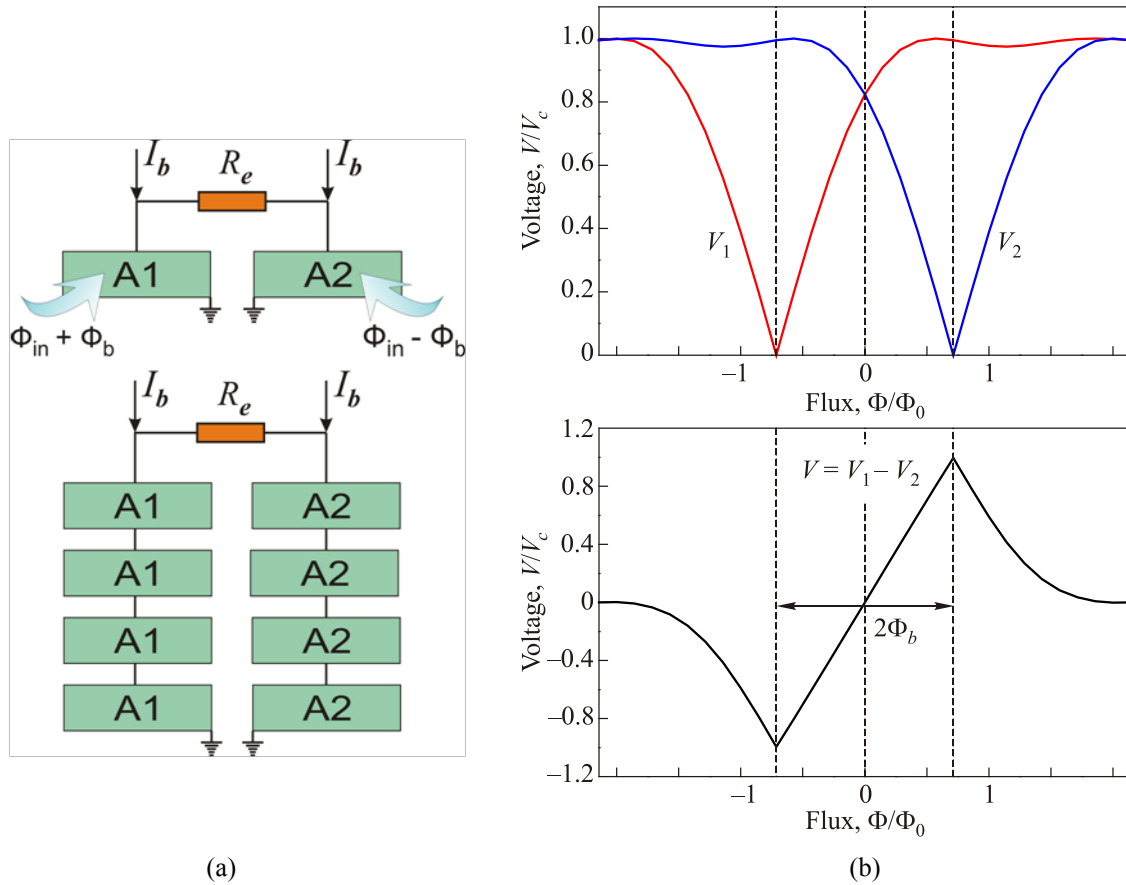 I_b R_e I_b
A1 A2
Φ_in + Φ_b Φ_in - Φ_b
I_b R_e I_b
A1 A2
A1 A2
A1 A2
A1 A2
(a)
Voltage, V/V_c
1.0
0.8
0.6
0.4
0.2
0
V_1 V_2
–1 0 1
Flux, Φ/Φ_0
Voltage, V/V_c
1.2
0.8
0.4
0
–0.4
–0.8
–1.2
V = V_1 – V_2
2Φ_b
–1 0 1
Flux, Φ/Φ_0
(b)